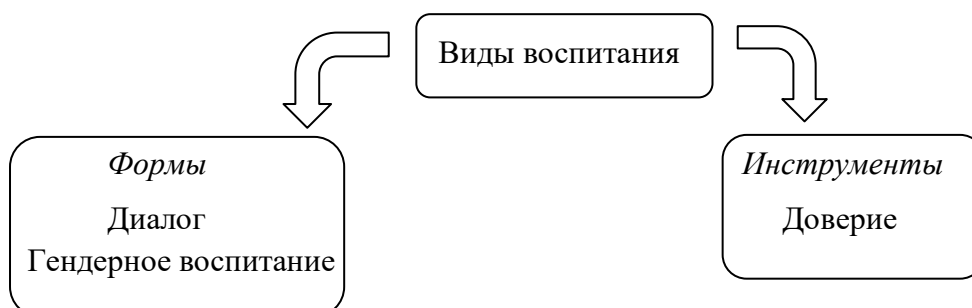 Виды воспитания
Формы
Диалог
Гендерное воспитание
Инструменты
Доверие